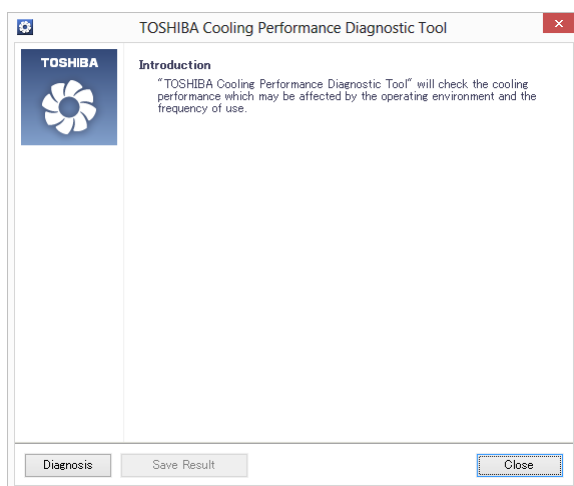 TOSHIBA Cooling Performance Diagnostic Tool
TOSHIBA
Introduction
"TOSHIBA Cooling Performance Diagnostic Tool" will check the cooling
performance which may be affected by the operating environment and the
frequency of use.
Diagnosis
Save Result
Close